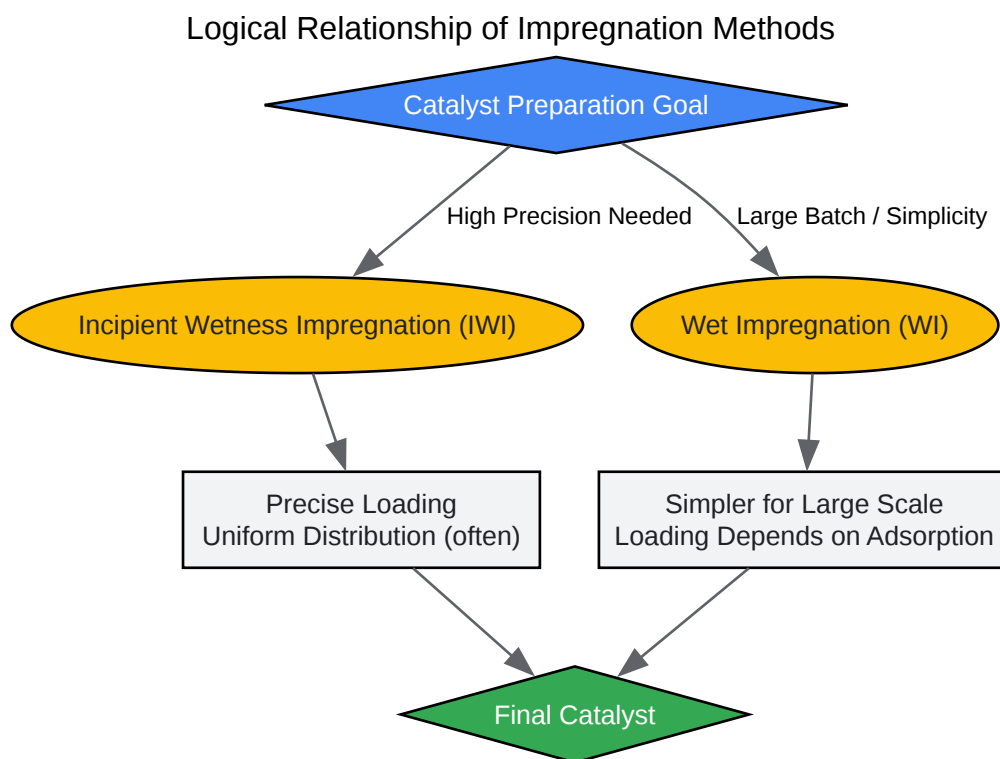 Logical Relationship of Impregnation Methods
Catalyst Preparation Goal
High Precision Needed
Large Batch / Simplicity
Incipient Wetness Impregnation (IWI)
Wet Impregnation (WI)
Precise Loading
Uniform Distribution (often)
Simpler for Large Scale
Loading Depends on Adsorption
Final Catalyst